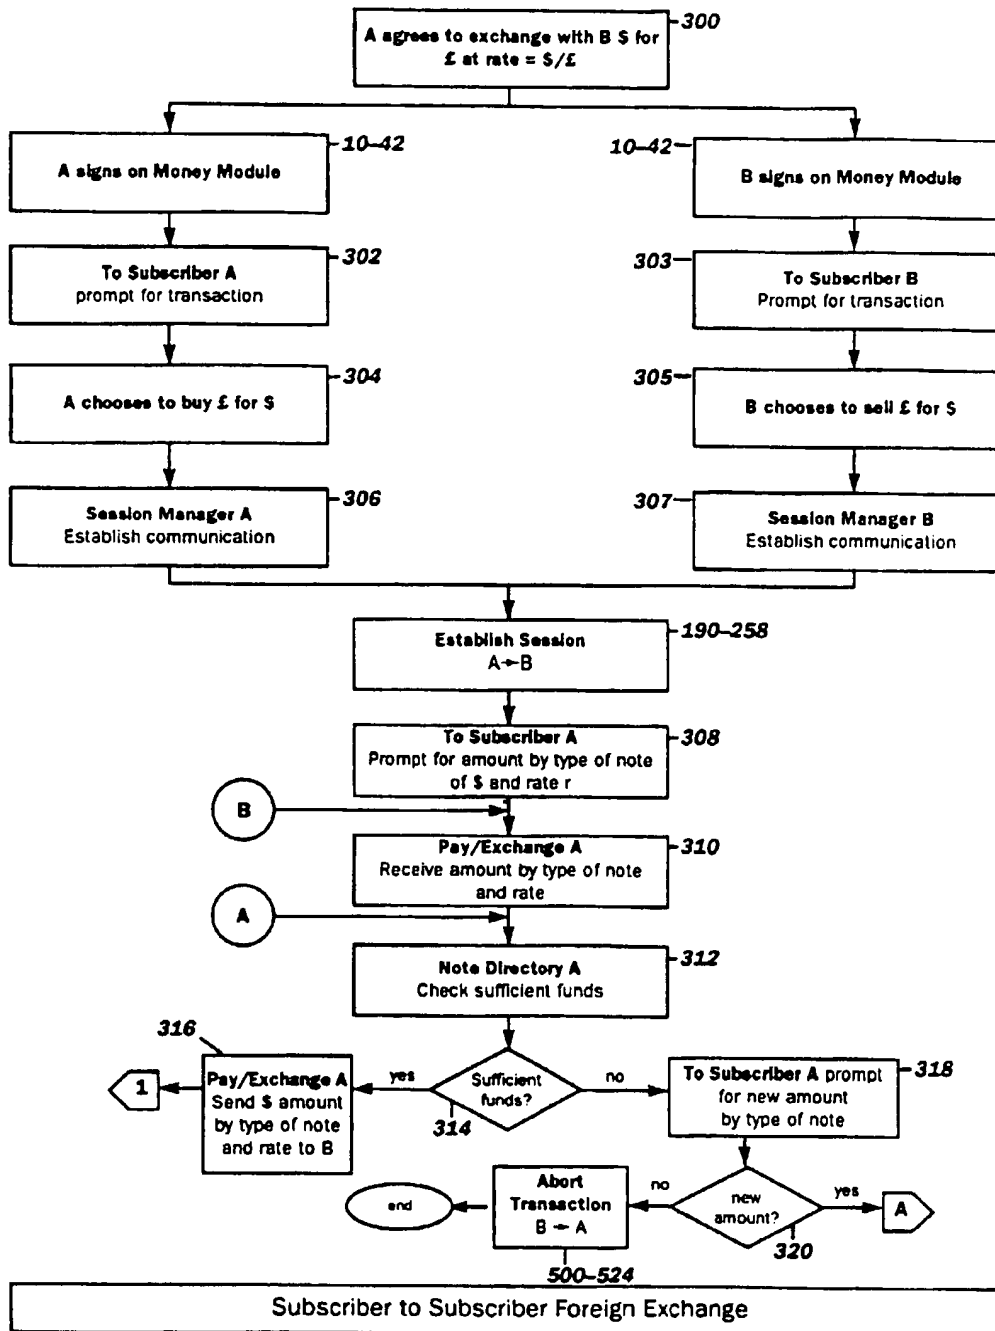 300
A agrees to exchange with B $ for
£ at rate = $/£
10–42
A signs on Money Module
10–42
B signs on Money Module
302
To Subscriber A
prompt for transaction
303
To Subscriber B
Prompt for transaction
304
A chooses to buy £ for $
305
B chooses to sell £ for $
306
Session Manager A
Establish communication
307
Session Manager B
Establish communication
190–258
Establish Session
A→B
308
To Subscriber A
Prompt for amount by type of note
of $ and rate r
B
310
Pay/Exchange A
Receive amount by type of note
and rate
A
312
Note Directory A
Check sufficient funds
316
1
Pay/Exchange A
Send $ amount
by type of note
and rate to B
yes
Sufficient
funds?
314
no
318
To Subscriber A prompt
for new amount
by type of note
end
Abort
Transaction
B → A
500–524
no
new
amount?
320
yes
A
Subscriber to Subscriber Foreign Exchange